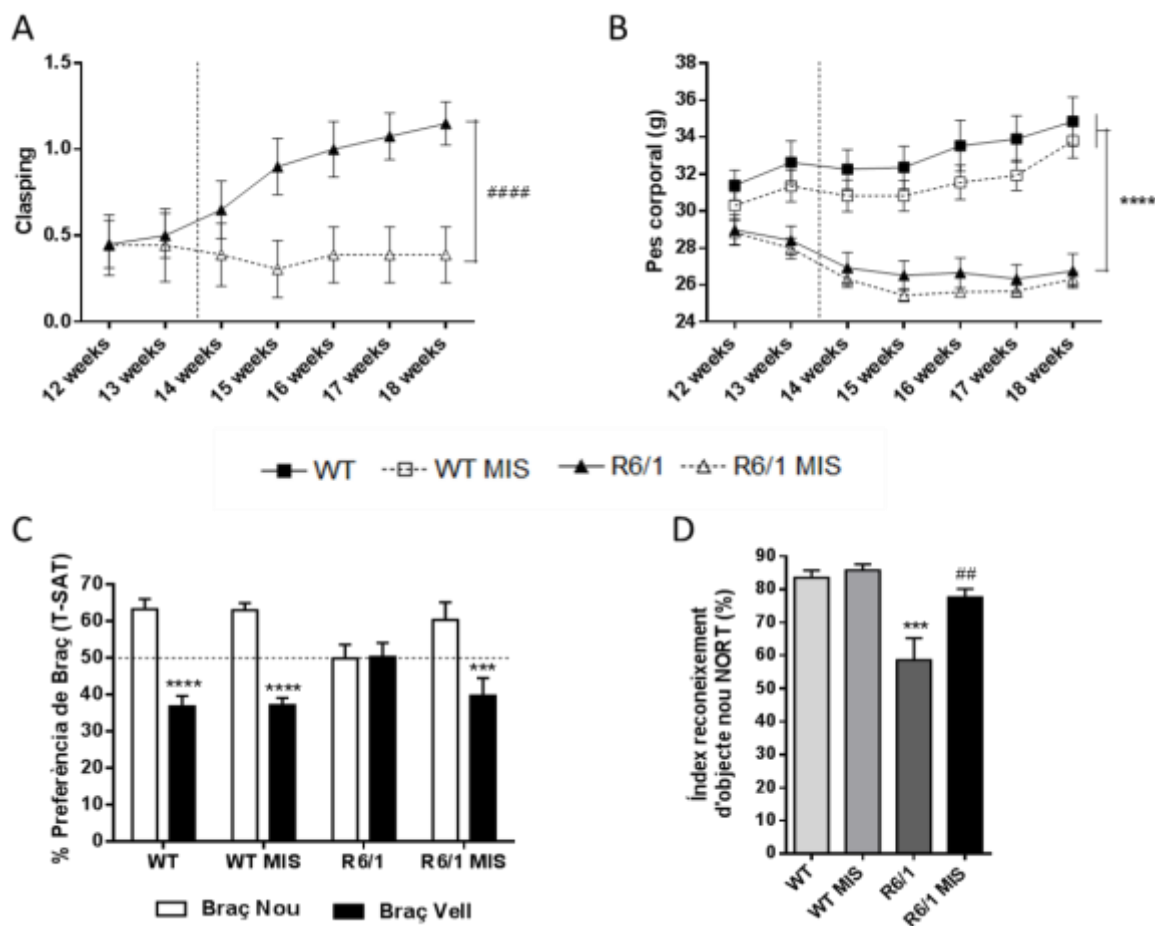 A
Clasping
1.5
1.0
0.5
0.0
12 weeks
13 weeks
14 weeks
15 weeks
16 weeks
17 weeks
18 weeks
####
B
Pes corporal (g)
38
36
34
32
30
28
26
24
12 weeks
13 weeks
14 weeks
15 weeks
16 weeks
17 weeks
18 weeks
****
WT WT MIS R6/1 R6/1 MIS
C
% Preferència de Braç (T-SAT)
70
60
50
40
30
20
10
0
****
****
***
WT WT MIS R6/1 R6/1 MIS
Braç Nou Braç Vell
D
Índex reconeixement
d'objecte nou NORT (%)
90
80
70
60
50
40
30
20
10
0
***
##
WT
WT MIS
R6/1
R6/1 MIS